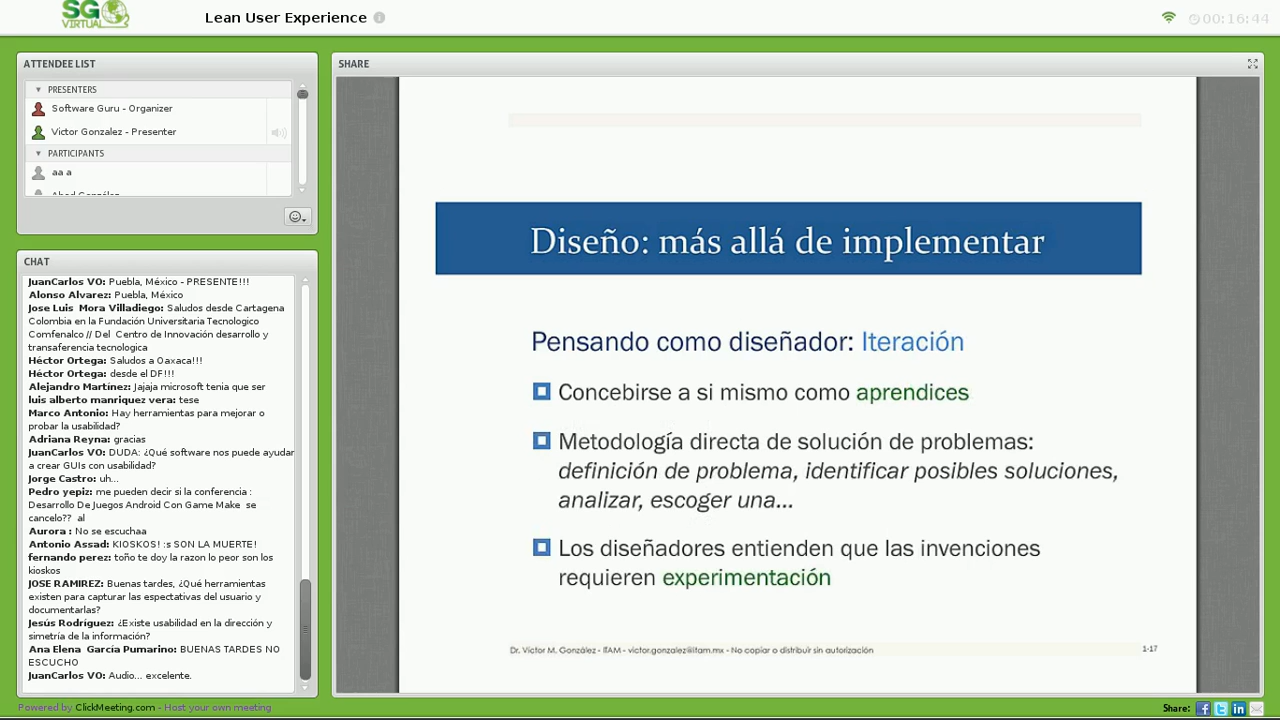 SG
VIRTUAL
Lean User Experience
00:16:44
ATTENDEE LIST
PRESENTERS
Software Guru - Organizer
Victor Gonzalez - Presenter
PARTICIPANTS
aa a
Abad González
CHAT
JuanCarlos VO: Puebla, México - PRESENTE!!!
Alonso Alvarez: Puebla, México
Jose Luis Mora Villadiego: Saludos desde Cartagena
Colombia en la Fundación Universitaria Tecnologico
Comfenalco // Del Centro de Innovación desarrollo y
transaferencia tecnologica
Héctor Ortega: Saludos a Oaxaca!!!
Héctor Ortega: desde el DF!!!
Alejandro Martínez: Jajaja microsoft tenia que ser
luis alberto manriquez vera: tese
Marco Antonio: Hay herramientas para mejorar o
probar la usabilidad?
Adriana Reyna: gracias
JuanCarlos VO: DUDA: ¿Qué software nos puede ayudar
a crear GUIs con usabilidad?
Jorge Castro: uh...
Pedro yepiz: me pueden decir si la conferencia :
Desarrollo De Juegos Android Con Game Make se
cancelo?? al
Aurora : No se escuchaa
Antonio Assad: KIOSKOS! :s SON LA MUERTE!
fernando perez: toño te doy la razon lo peor son los
kioskos
JOSE RAMIREZ: Buenas tardes, ¿Qué herramientas
existen para capturar las espectativas del usuario y
documentarlas?
Jesús Rodríguez: ¿Existe usabilidad en la dirección y
simetría de la información?
Ana Elena García Pumarino: BUENAS TARDES NO
ESCUCHO
JuanCarlos VO: Audio... excelente.
SHARE
Diseño: más allá de implementar
Pensando como diseñador: Iteración
Concebirse a si mismo como aprendices
Metodología directa de solución de problemas:
definición de problema, identificar posibles soluciones,
analizar, escoger una...
Los diseñadores entienden que las invenciones
requieren experimentación
Dr. Víctor M. González - ITAM - victor.gonzalez@itam.mx - No copiar o distribuir sin autorización
1-17
Powered by ClickMeeting.com - Host your own meeting
Share: